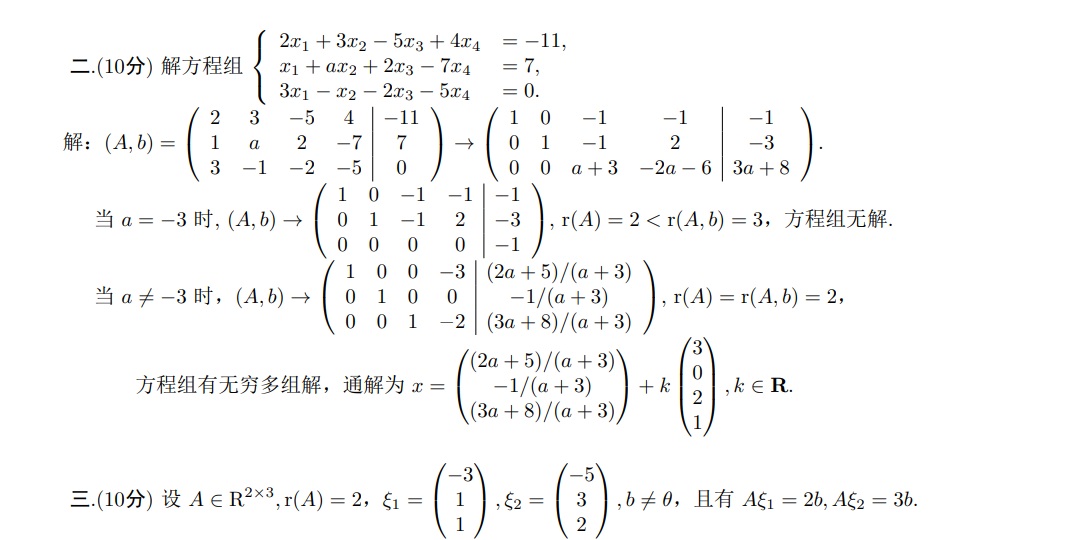 二.(10分) 解方程组 { 2x₁ + 3x₂ − 5x₃ + 4x₄ = −11,
x₁ + ax₂ + 2x₃ − 7x₄ = 7,
3x₁ − x₂ − 2x₃ − 5x₄ = 0.
解：(A, b) = ( 2 3 −5 4 | −11 ; 1 a 2 −7 | 7 ; 3 −1 −2 −5 | 0 ) → ( 1 0 −1 −1 | −1 ; 0 1 −1 2 | −3 ; 0 0 a + 3 −2a − 6 | 3a + 8 ).
当 a = −3 时, (A, b) → ( 1 0 −1 −1 | −1 ; 0 1 −1 2 | −3 ; 0 0 0 0 | −1 ), r(A) = 2 < r(A, b) = 3，方程组无解.
当 a ≠ −3 时，(A, b) → ( 1 0 0 −3 | (2a + 5)/(a + 3) ; 0 1 0 0 | −1/(a + 3) ; 0 0 1 −2 | (3a + 8)/(a + 3) ), r(A) = r(A, b) = 2，
方程组有无穷多组解，通解为 x = ( (2a + 5)/(a + 3) ; −1/(a + 3) ; (3a + 8)/(a + 3) ) + k ( 3 ; 0 ; 2 ; 1 ), k ∈ R.
三.(10分) 设 A ∈ R²ˣ³, r(A) = 2，ξ₁ = ( −3 ; 1 ; 1 ), ξ₂ = ( −5 ; 3 ; 2 ), b ≠ θ，且有 Aξ₁ = 2b, Aξ₂ = 3b.